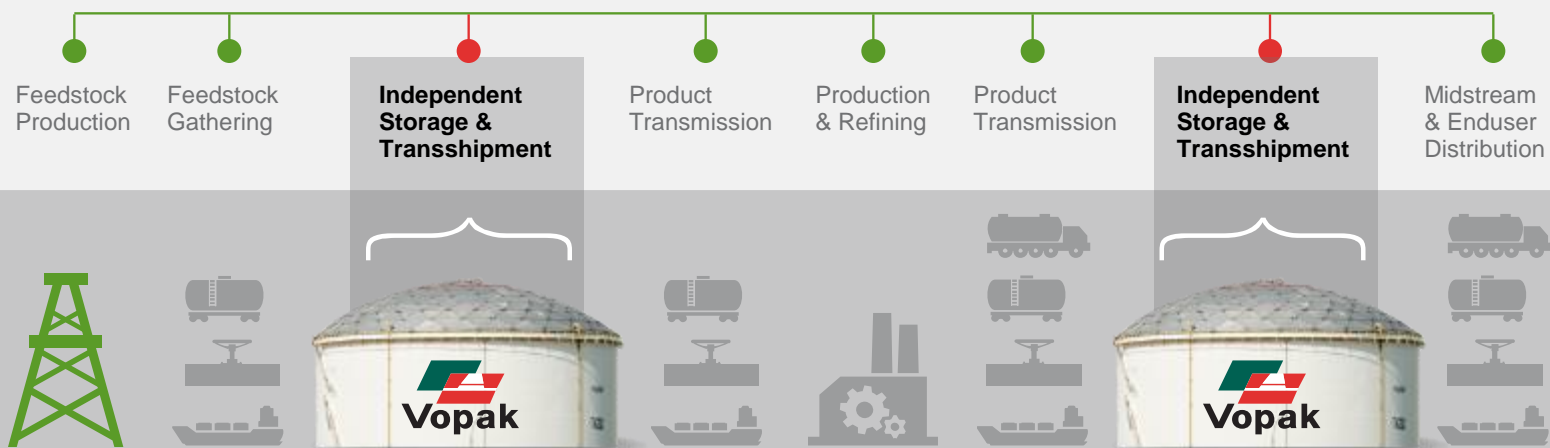 Feedstock
Production
Feedstock
Gathering
Independent
Storage &
Transshipment
Product
Transmission
Production
& Refining
Product
Transmission
Independent
Storage &
Transshipment
Midstream
& Enduser
Distribution
Vopak
Vopak